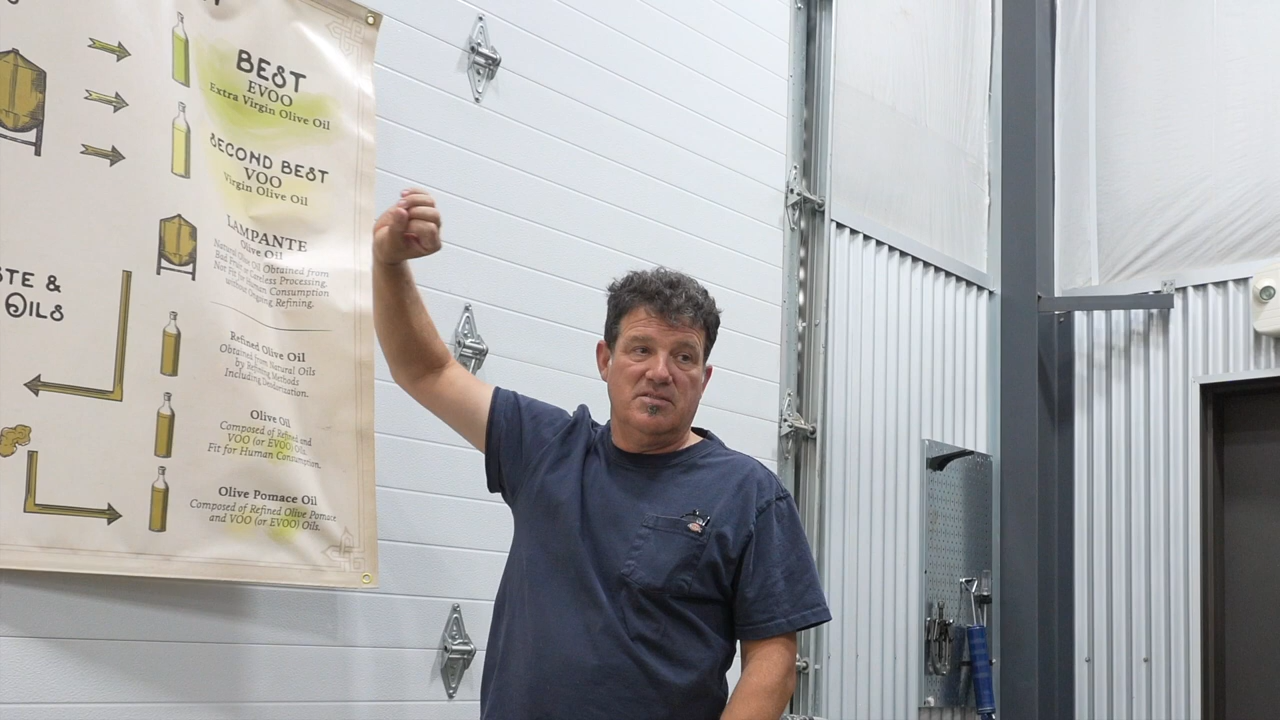 BEST
EVOO
Extra Virgin Olive Oil
SECOND BEST
VOO
Virgin Olive Oil
LAMPANTE
Olive Oil
Natural Olive Oil Obtained from
Bad Fruit or Careless Processing,
Not Fit for Human Consumption
without Ongoing Refining.
& 
OILS
Refined Olive Oil
Obtained from Natural Oils
by Refining Methods
Including Deodorization.
Olive Oil
Composed of Refined and
VOO (or EVOO) Oils.
Fit for Human Consumption.
Olive Pomace Oil
Composed of Refined Olive Pomace
and VOO (or EVOO) Oils.